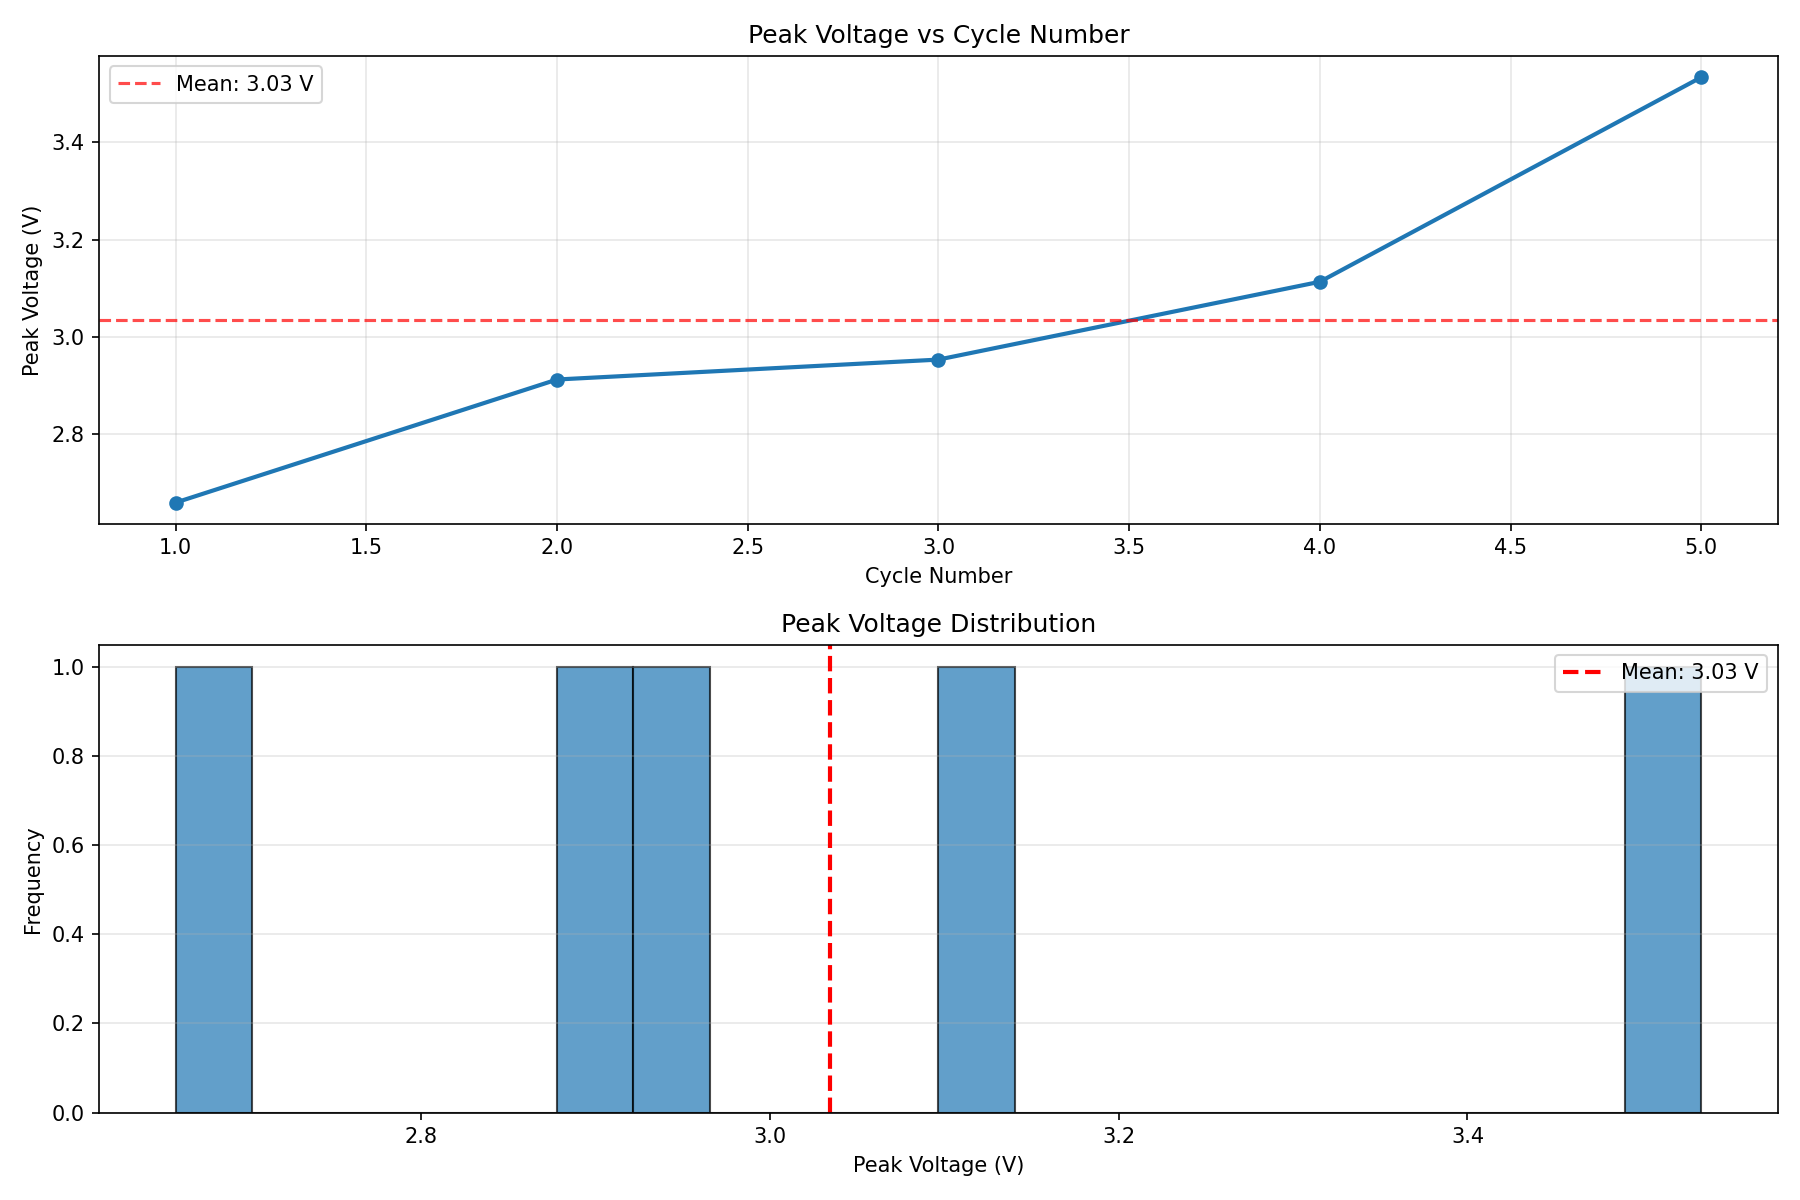 Peak Voltage vs Cycle Number
Mean: 3.03 V
Peak Voltage (V)
3.4
3.2
3.0
2.8
1.0 1.5 2.0 2.5 3.0 3.5 4.0 4.5 5.0
Cycle Number
Peak Voltage Distribution
Mean: 3.03 V
Frequency
1.0
0.8
0.6
0.4
0.2
0.0
2.8 3.0 3.2 3.4
Peak Voltage (V)